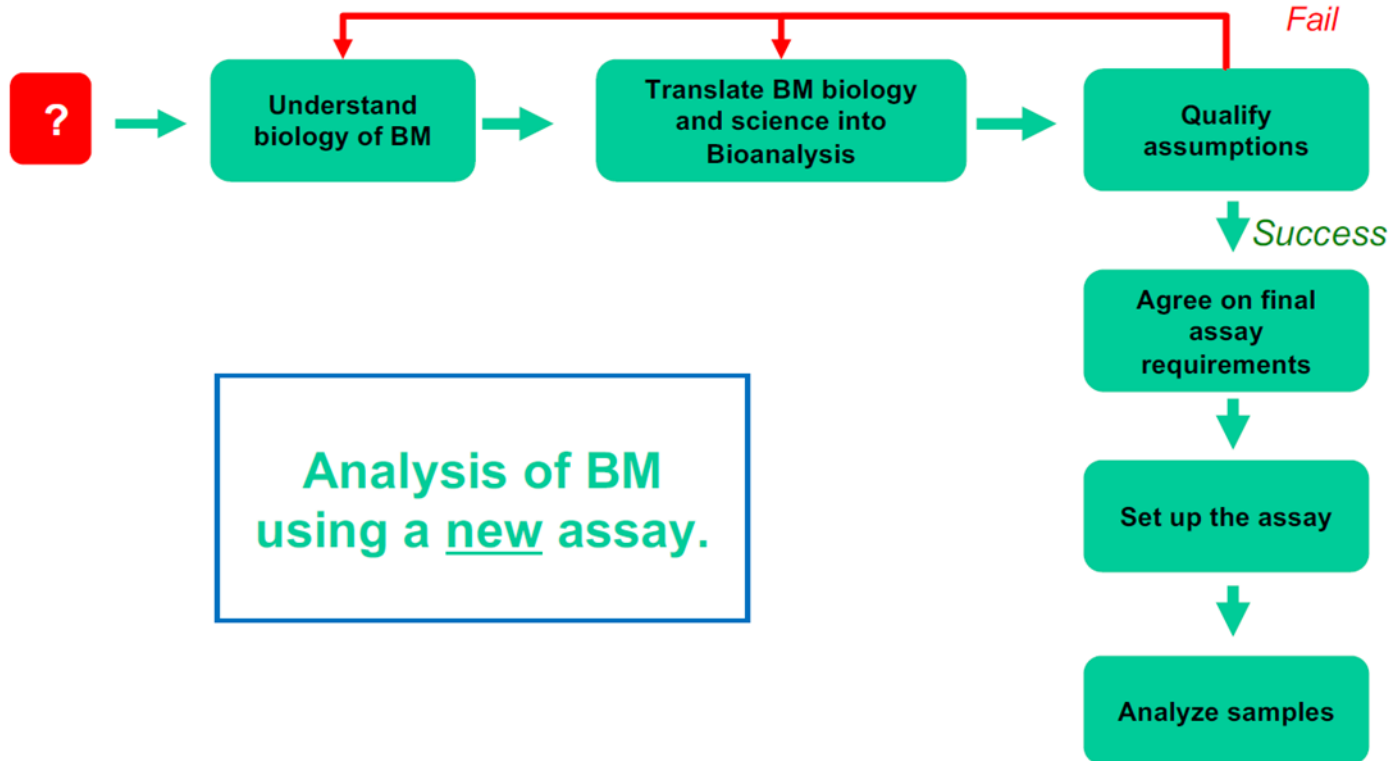 Fail
?
Understand
biology of BM
Translate BM biology
and science into
Bioanalysis
Qualify
assumptions
Success
Agree on final
assay
requirements
Analysis of BM
using a new assay.
Set up the assay
Analyze samples